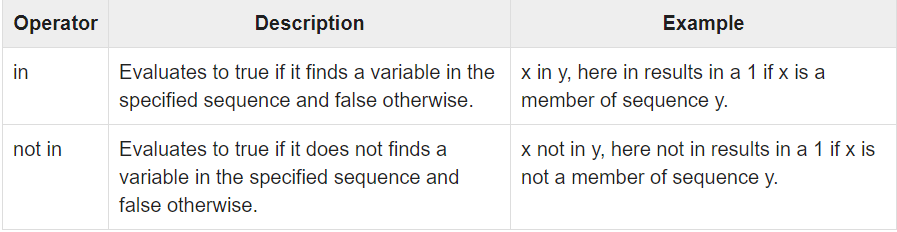 Operator Description Example
in
Evaluates to true if it finds a variable in the
specified sequence and false otherwise.
x in y, here in results in a 1 if x is a
member of sequence y.
not in
Evaluates to true if it does not finds a
variable in the specified sequence and
false otherwise.
x not in y, here not in results in a 1 if x is
not a member of sequence y.